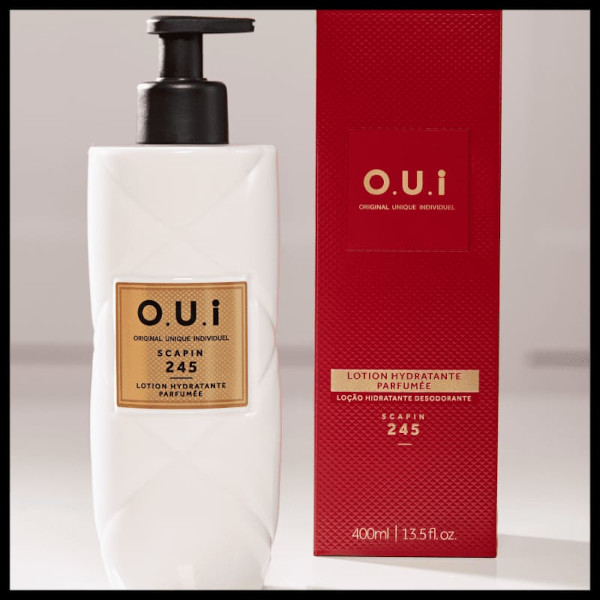 O.U.i
ORIGINAL UNIQUE INDIVIDUEL
SCAPIN
245
LOTION HYDRATANTE
PARFUMÉE
O.U.i
ORIGINAL UNIQUE INDIVIDUEL
LOTION HYDRATANTE
PARFUMÉE
LOÇÃO HIDRATANTE DESODORANTE
SCAPIN
245
400ml | 13.5 fl. oz.